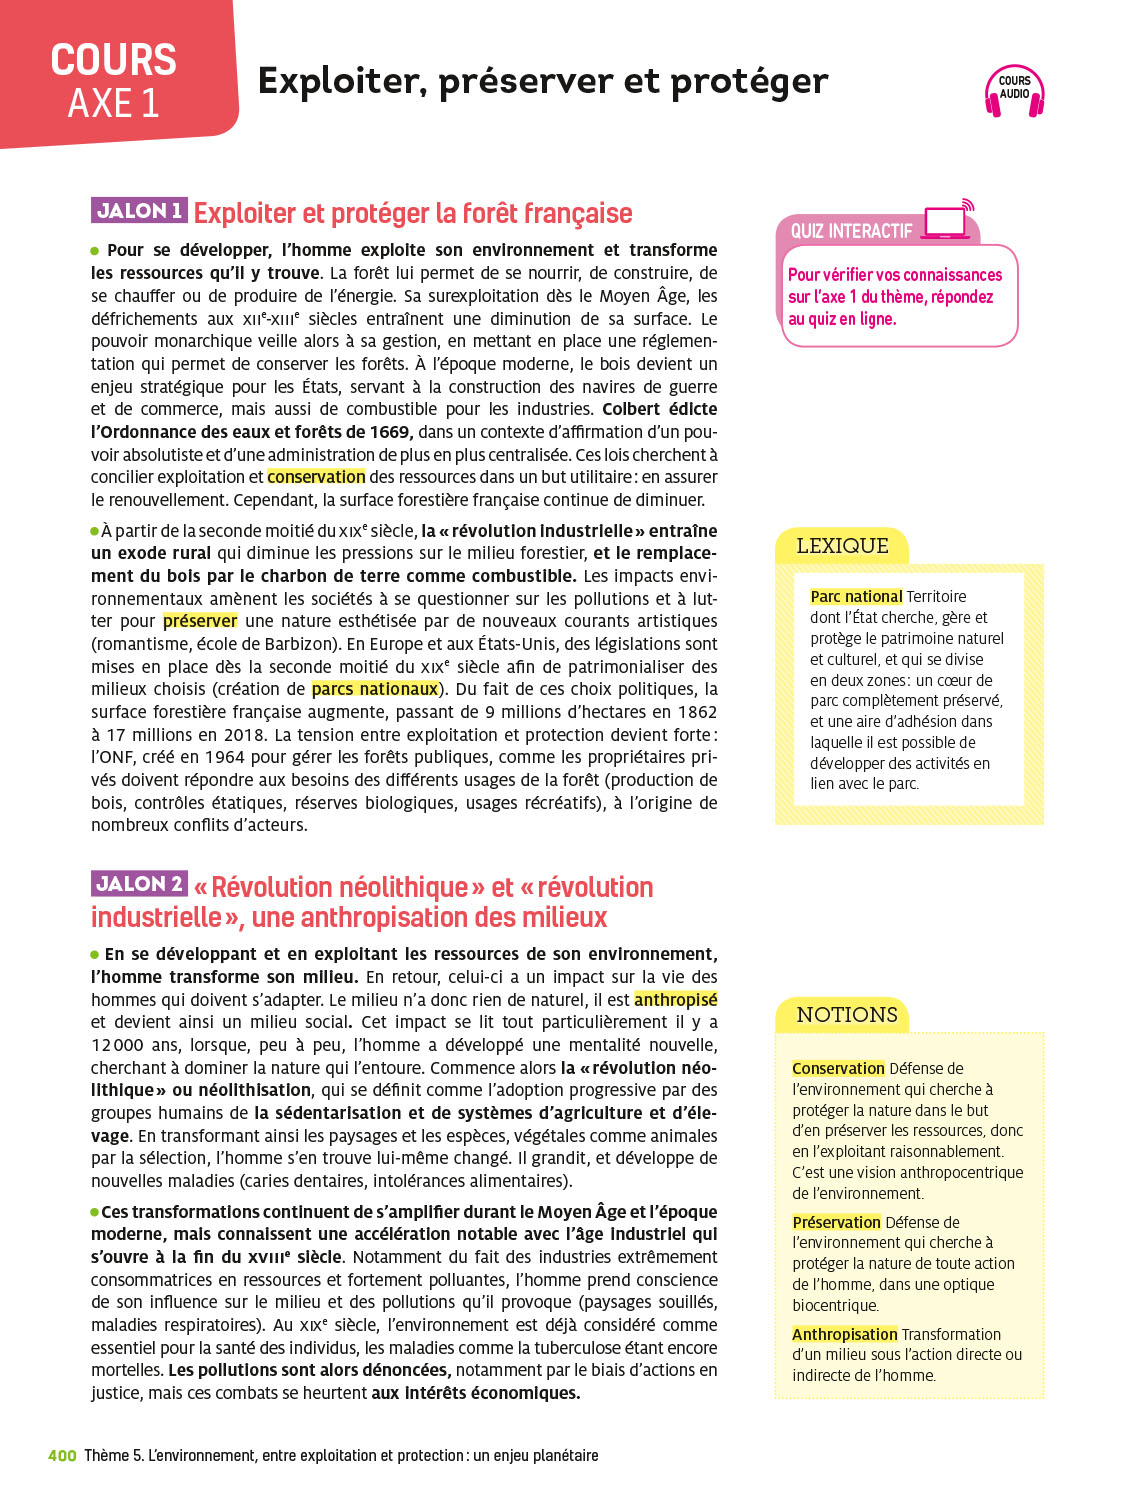 COURS
AXE 1
Exploiter, préserver et protéger
COURS
AUDIO
JALON 1 Exploiter et protéger la forêt française
• Pour se développer, l’homme exploite son environnement et transforme
les ressources qu’il y trouve. La forêt lui permet de se nourrir, de construire, de
se chauffer ou de produire de l’énergie. Sa surexploitation dès le Moyen Âge, les
défrichements aux XIIe-XIIIe siècles entraînent une diminution de sa surface. Le
pouvoir monarchique veille alors à sa gestion, en mettant en place une réglemen-
tation qui permet de conserver les forêts. À l’époque moderne, le bois devient un
enjeu stratégique pour les États, servant à la construction des navires de guerre
et de commerce, mais aussi de combustible pour les industries. Colbert édicte
l’Ordonnance des eaux et forêts de 1669, dans un contexte d’affirmation d’un pou-
voir absolutiste et d’une administration de plus en plus centralisée. Ces lois cherchent à
concilier exploitation et conservation des ressources dans un but utilitaire : en assurer
le renouvellement. Cependant, la surface forestière française continue de diminuer.
• À partir de la seconde moitié du XIXe siècle, la « révolution industrielle » entraîne
un exode rural qui diminue les pressions sur le milieu forestier, et le remplace-
ment du bois par le charbon de terre comme combustible. Les impacts envi-
ronnementaux amènent les sociétés à se questionner sur les pollutions et à lut-
ter pour préserver une nature esthétisée par de nouveaux courants artistiques
(romantisme, école de Barbizon). En Europe et aux États-Unis, des législations sont
mises en place dès la seconde moitié du XIXe siècle afin de patrimonialiser des
milieux choisis (création de parcs nationaux). Du fait de ces choix politiques, la
surface forestière française augmente, passant de 9 millions d’hectares en 1862
à 17 millions en 2018. La tension entre exploitation et protection devient forte :
l’ONF, créé en 1964 pour gérer les forêts publiques, comme les propriétaires pri-
vés doivent répondre aux besoins des différents usages de la forêt (production de
bois, contrôles étatiques, réserves biologiques, usages récréatifs), à l’origine de
nombreux conflits d’acteurs.
JALON 2 « Révolution néolithique » et « révolution
industrielle », une anthropisation des milieux
• En se développant et en exploitant les ressources de son environnement,
l’homme transforme son milieu. En retour, celui-ci a un impact sur la vie des
hommes qui doivent s’adapter. Le milieu n’a donc rien de naturel, il est anthropisé
et devient ainsi un milieu social. Cet impact se lit tout particulièrement il y a
12 000 ans, lorsque, peu à peu, l’homme a développé une mentalité nouvelle,
cherchant à dominer la nature qui l’entoure. Commence alors la « révolution néo-
lithique » ou néolithisation, qui se définit comme l’adoption progressive par des
groupes humains de la sédentarisation et de systèmes d’agriculture et d’éle-
vage. En transformant ainsi les paysages et les espèces, végétales comme animales
par la sélection, l’homme s’en trouve lui-même changé. Il grandit, et développe de
nouvelles maladies (caries dentaires, intolérances alimentaires).
• Ces transformations continuent de s’amplifier durant le Moyen Âge et l’époque
moderne, mais connaissent une accélération notable avec l’âge industriel qui
s’ouvre à la fin du XVIIIe siècle. Notamment du fait des industries extrêmement
consommatrices en ressources et fortement polluantes, l’homme prend conscience
de son influence sur le milieu et des pollutions qu’il provoque (paysages souillés,
maladies respiratoires). Au XIXe siècle, l’environnement est déjà considéré comme
essentiel pour la santé des individus, les maladies comme la tuberculose étant encore
mortelles. Les pollutions sont alors dénoncées, notamment par le biais d’actions en
justice, mais ces combats se heurtent aux intérêts économiques.
QUIZ INTERACTIF
Pour vérifier vos connaissances
sur l’axe 1 du thème, répondez
au quiz en ligne.
LEXIQUE
Parc national Territoire
dont l’État cherche, gère et
protège le patrimoine naturel
et culturel, et qui se divise
en deux zones : un cœur de
parc complètement préservé,
et une aire d’adhésion dans
laquelle il est possible de
développer des activités en
lien avec le parc.
NOTIONS
Conservation Défense de
l’environnement qui cherche à
protéger la nature dans le but
d’en préserver les ressources, donc
en l’exploitant raisonnablement.
C’est une vision anthropocentrique
de l’environnement.
Préservation Défense de
l’environnement qui cherche à
protéger la nature de toute action
de l’homme, dans une optique
biocentrique.
Anthropisation Transformation
d’un milieu sous l’action directe ou
indirecte de l’homme.
400 Thème 5. L’environnement, entre exploitation et protection : un enjeu planétaire